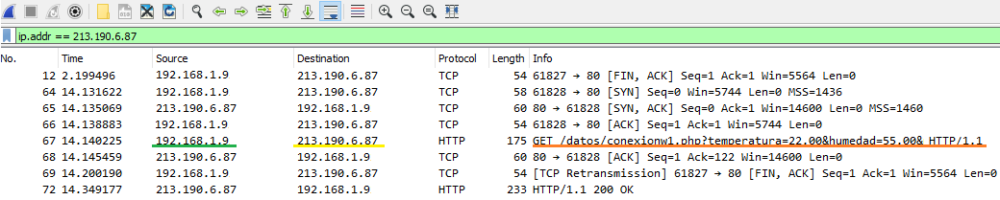 ip.addr == 213.190.6.87
No. Time Source Destination Protocol Length Info
12 2.199496 192.168.1.9 213.190.6.87 TCP 54 61827 → 80 [FIN, ACK] Seq=1 Ack=1 Win=5564 Len=0
64 14.131622 192.168.1.9 213.190.6.87 TCP 58 61828 → 80 [SYN] Seq=0 Win=5744 Len=0 MSS=1436
65 14.135069 213.190.6.87 192.168.1.9 TCP 60 80 → 61828 [SYN, ACK] Seq=0 Ack=1 Win=14600 Len=0 MSS=1460
66 14.138883 192.168.1.9 213.190.6.87 TCP 54 61828 → 80 [ACK] Seq=1 Ack=1 Win=5744 Len=0
67 14.140225 192.168.1.9 213.190.6.87 HTTP 175 GET /datos/conexionw1.php?temperatura=22.00&humedad=55.00& HTTP/1.1
68 14.145459 213.190.6.87 192.168.1.9 TCP 60 80 → 61828 [ACK] Seq=1 Ack=122 Win=14600 Len=0
69 14.200190 192.168.1.9 213.190.6.87 TCP 54 [TCP Retransmission] 61827 → 80 [FIN, ACK] Seq=1 Ack=1 Win=5564 Len=0
72 14.349177 213.190.6.87 192.168.1.9 HTTP 233 HTTP/1.1 200 OK